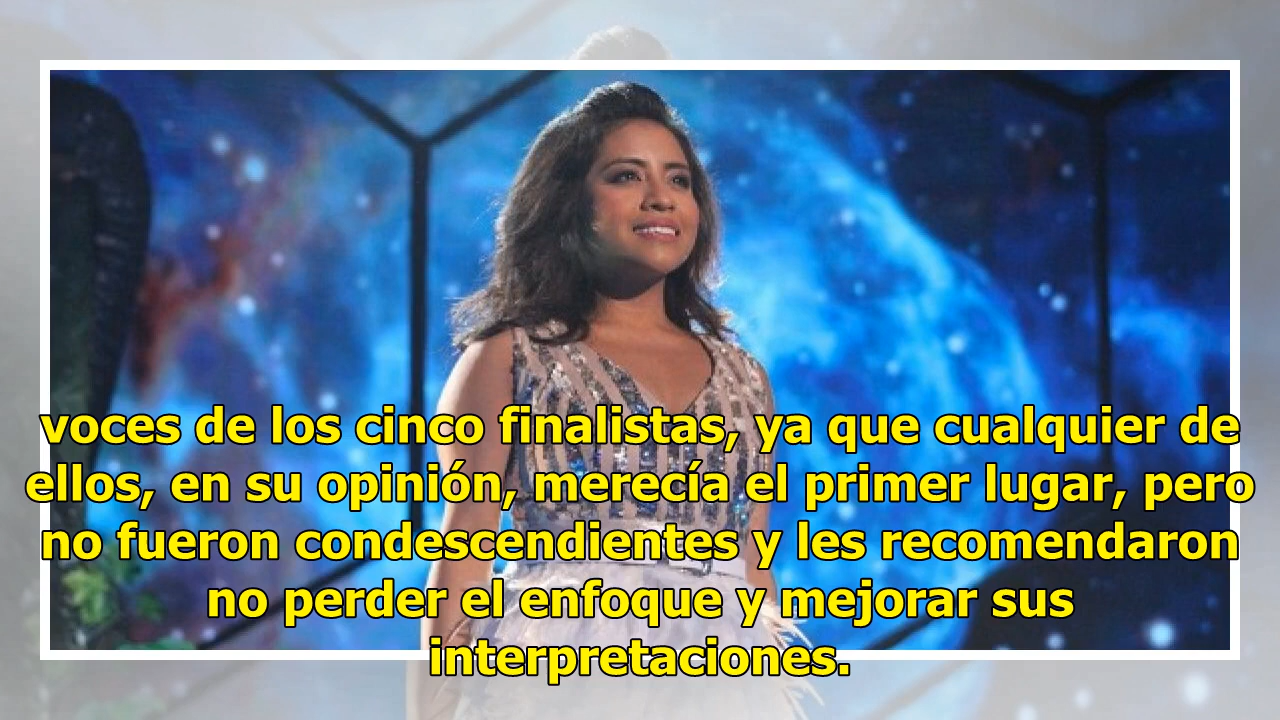 voces de los cinco finalistas, ya que cualquier de
ellos, en su opinión, merecía el primer lugar, pero
no fueron condescendientes y les recomendaron
no perder el enfoque y mejorar sus
interpretaciones.